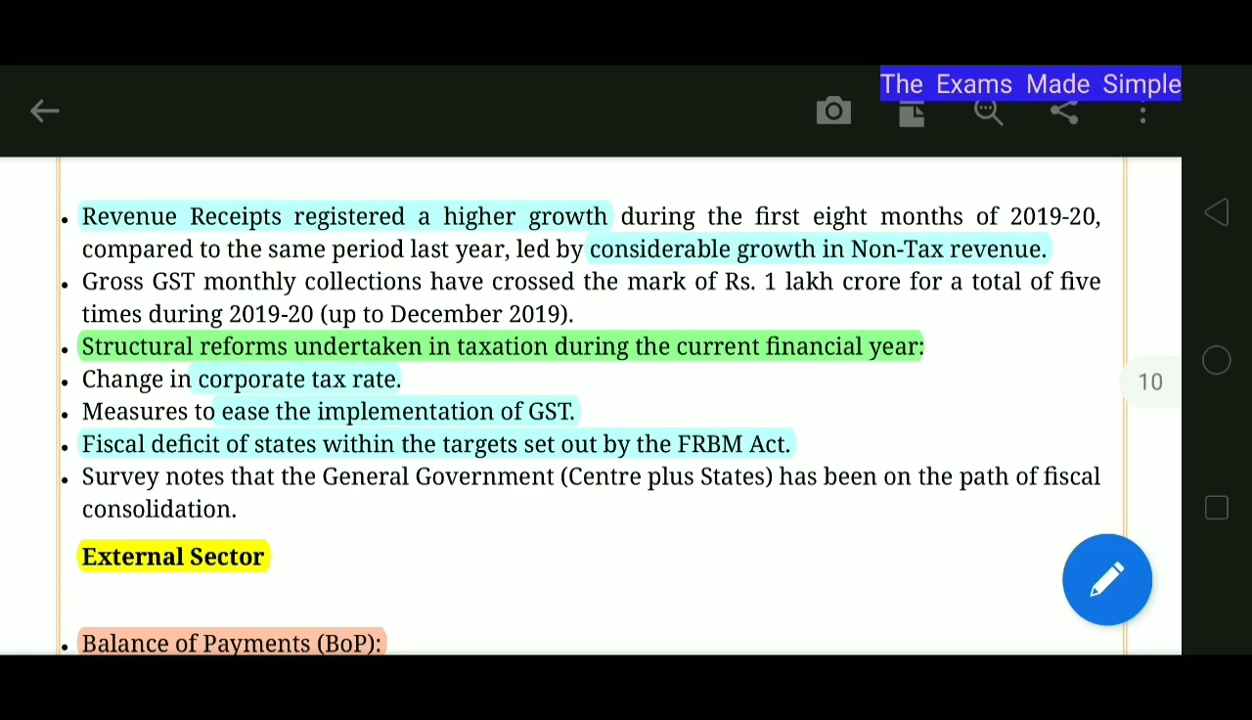 The Exams Made Simple
• Revenue Receipts registered a higher growth during the first eight months of 2019-20,
compared to the same period last year, led by considerable growth in Non-Tax revenue.
• Gross GST monthly collections have crossed the mark of Rs. 1 lakh crore for a total of five
times during 2019-20 (up to December 2019).
• Structural reforms undertaken in taxation during the current financial year:
• Change in corporate tax rate.
• Measures to ease the implementation of GST.
• Fiscal deficit of states within the targets set out by the FRBM Act.
10
• Survey notes that the General Government (Centre plus States) has been on the path of fiscal
consolidation.
External Sector
• Balance of Payments (BoP):